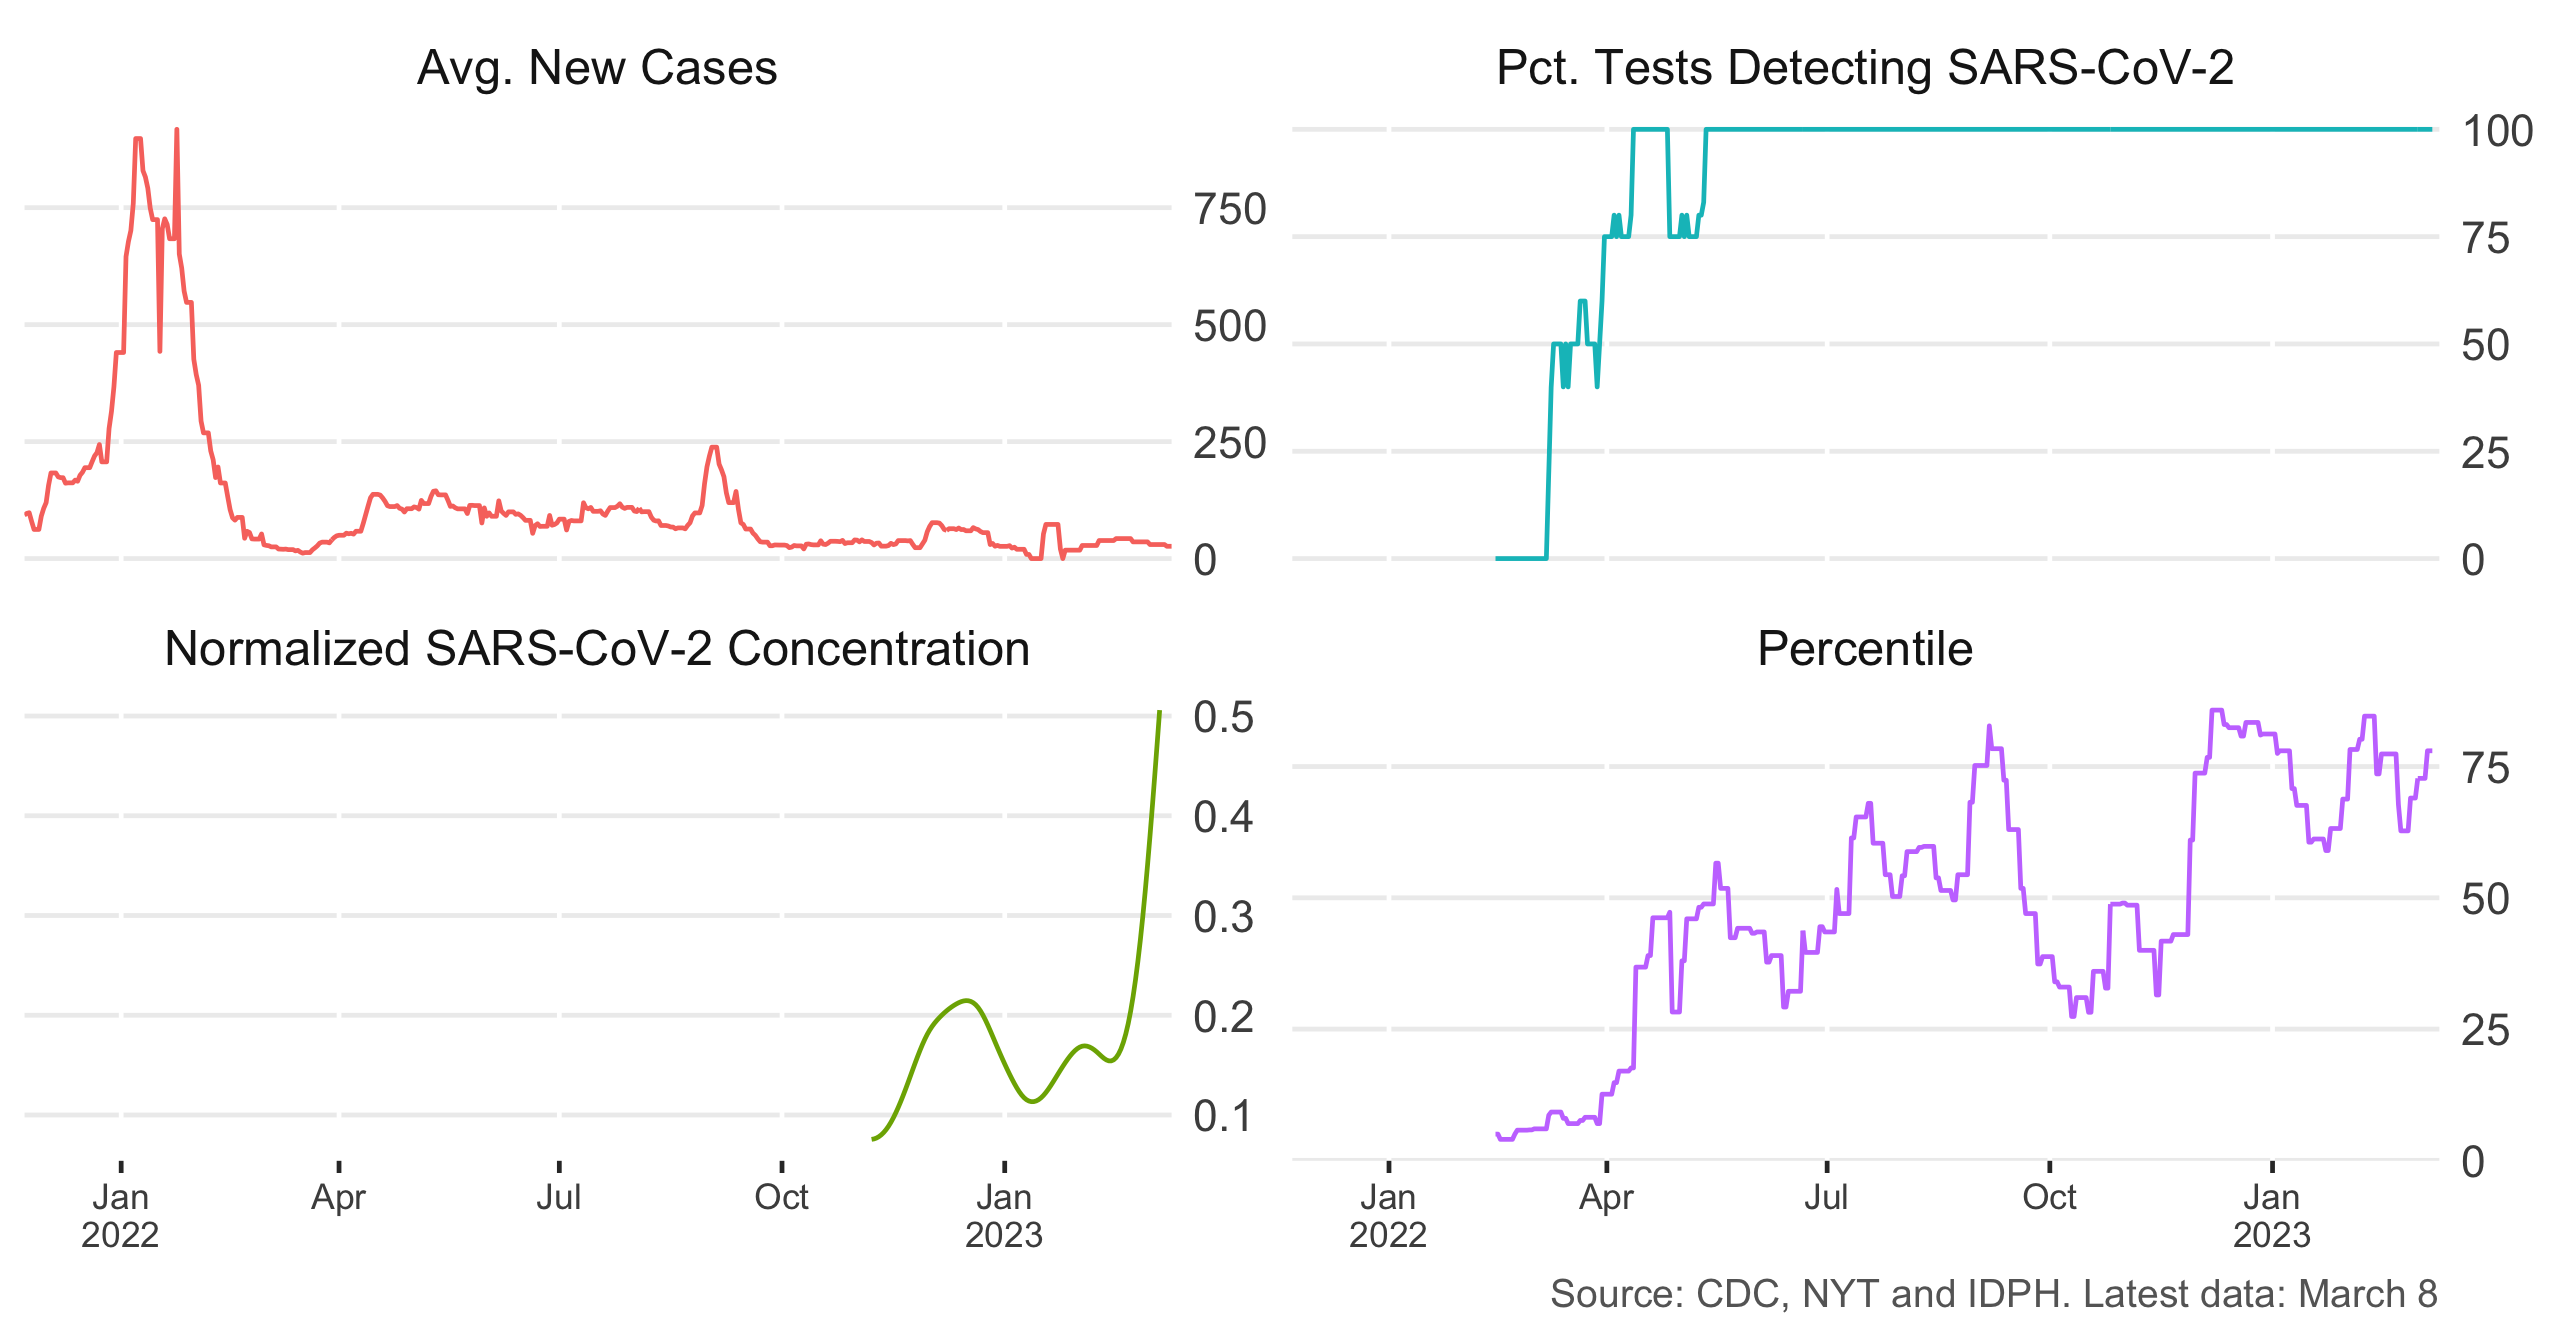 Avg. New Cases
750
500
250
0
Pct. Tests Detecting SARS-CoV-2
100
75
50
25
0
Normalized SARS-CoV-2 Concentration
0.5
0.4
0.3
0.2
0.1
Jan Apr Jul Oct Jan
2022 2023
Percentile
75
50
25
0
Jan Apr Jul Oct Jan
2022 2023
Source: CDC, NYT and IDPH. Latest data: March 8